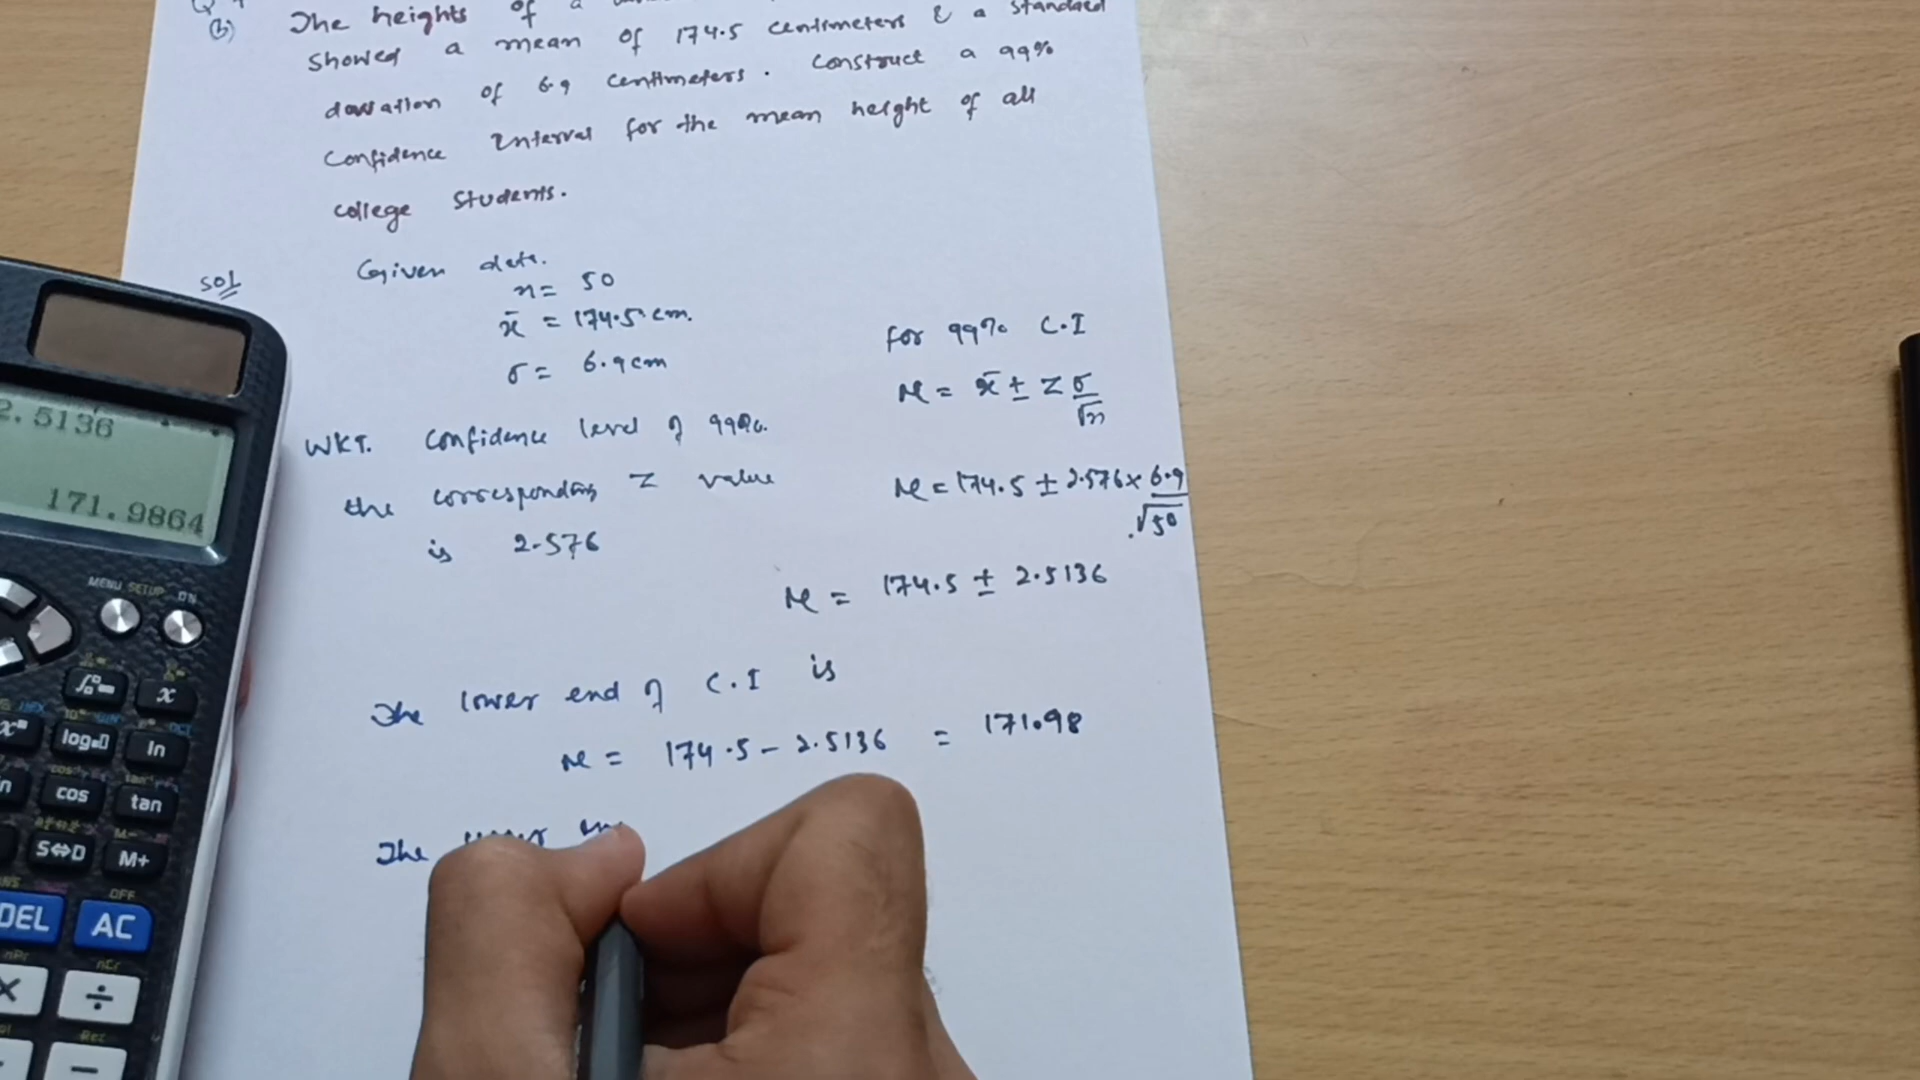 (B) The heights of a
showed a mean of 174.5 centimeters & a standard
deviation of 6.9 centimeters. Construct a 99%
Confidence Interval for the mean height of all
college students.
Sol Given data.
n = 50
x̄ = 174.5 cm.
σ = 6.9 cm
WKT. Confidence level of 99%.
the corresponding Z value
is 2.576
For 99% C.I
M = x̄ ± Z σ/√n
M = 174.5 ± 2.576 × 6.9/√50
M = 174.5 ± 2.5136
The lower end of C.I is
M = 174.5 - 2.5136 = 171.98
The
2.5136
171.9864
MENU SETUP ON
x
log ln
cos tan
S⇔D M+
OFF
DEL AC
nPr nCr
× ÷
Rec
−